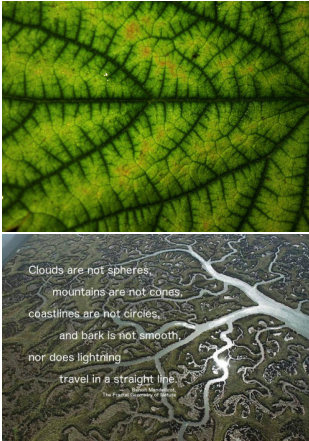 Clouds are not spheres,
mountains are not cones,
coastlines are not circles,
and bark is not smooth,
nor does lightning
travel in a straight line.
— Benoit Mandelbrot,
The Fractal Geometry of Nature